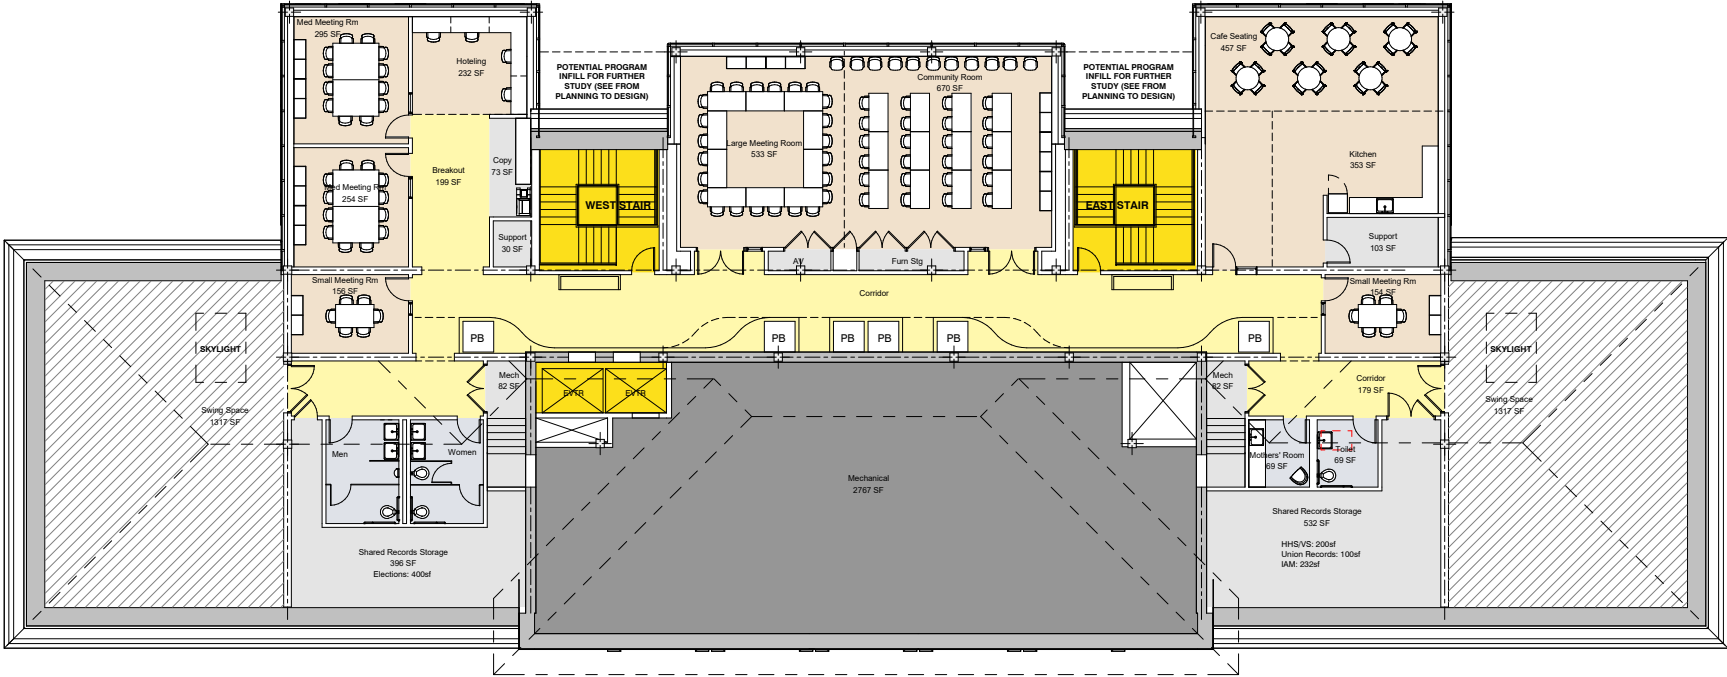 Med Meeting Rm
295 SF
Hoteling
232 SF
POTENTIAL PROGRAM
INFILL FOR FURTHER
STUDY (SEE FROM
PLANNING TO DESIGN)
Community Room
670 SF
POTENTIAL PROGRAM
INFILL FOR FURTHER
STUDY (SEE FROM
PLANNING TO DESIGN)
Cafe Seating
457 SF
Large Meeting Room
533 SF
Copy
73 SF
Breakout
199 SF
Kitchen
353 SF
Med Meeting Rm
254 SF
WEST STAIR
EAST STAIR
Support
30 SF
Support
103 SF
AV
Furn Stg
Small Meeting Rm
156 SF
Corridor
Small Meeting Rm
154 SF
PB
PB
PB
PB
PB
PB
SKYLIGHT
SKYLIGHT
Mech
82 SF
EVTR
EVTR
Mech
82 SF
Corridor
179 SF
Swing Space
1317 SF
Swing Space
1317 SF
Men
Women
Mothers' Room
69 SF
Toilet
69 SF
Mechanical
2767 SF
Shared Records Storage
532 SF
HHS/VS: 200sf
Union Records: 100sf
IAM: 232sf
Shared Records Storage
396 SF
Elections: 400sf